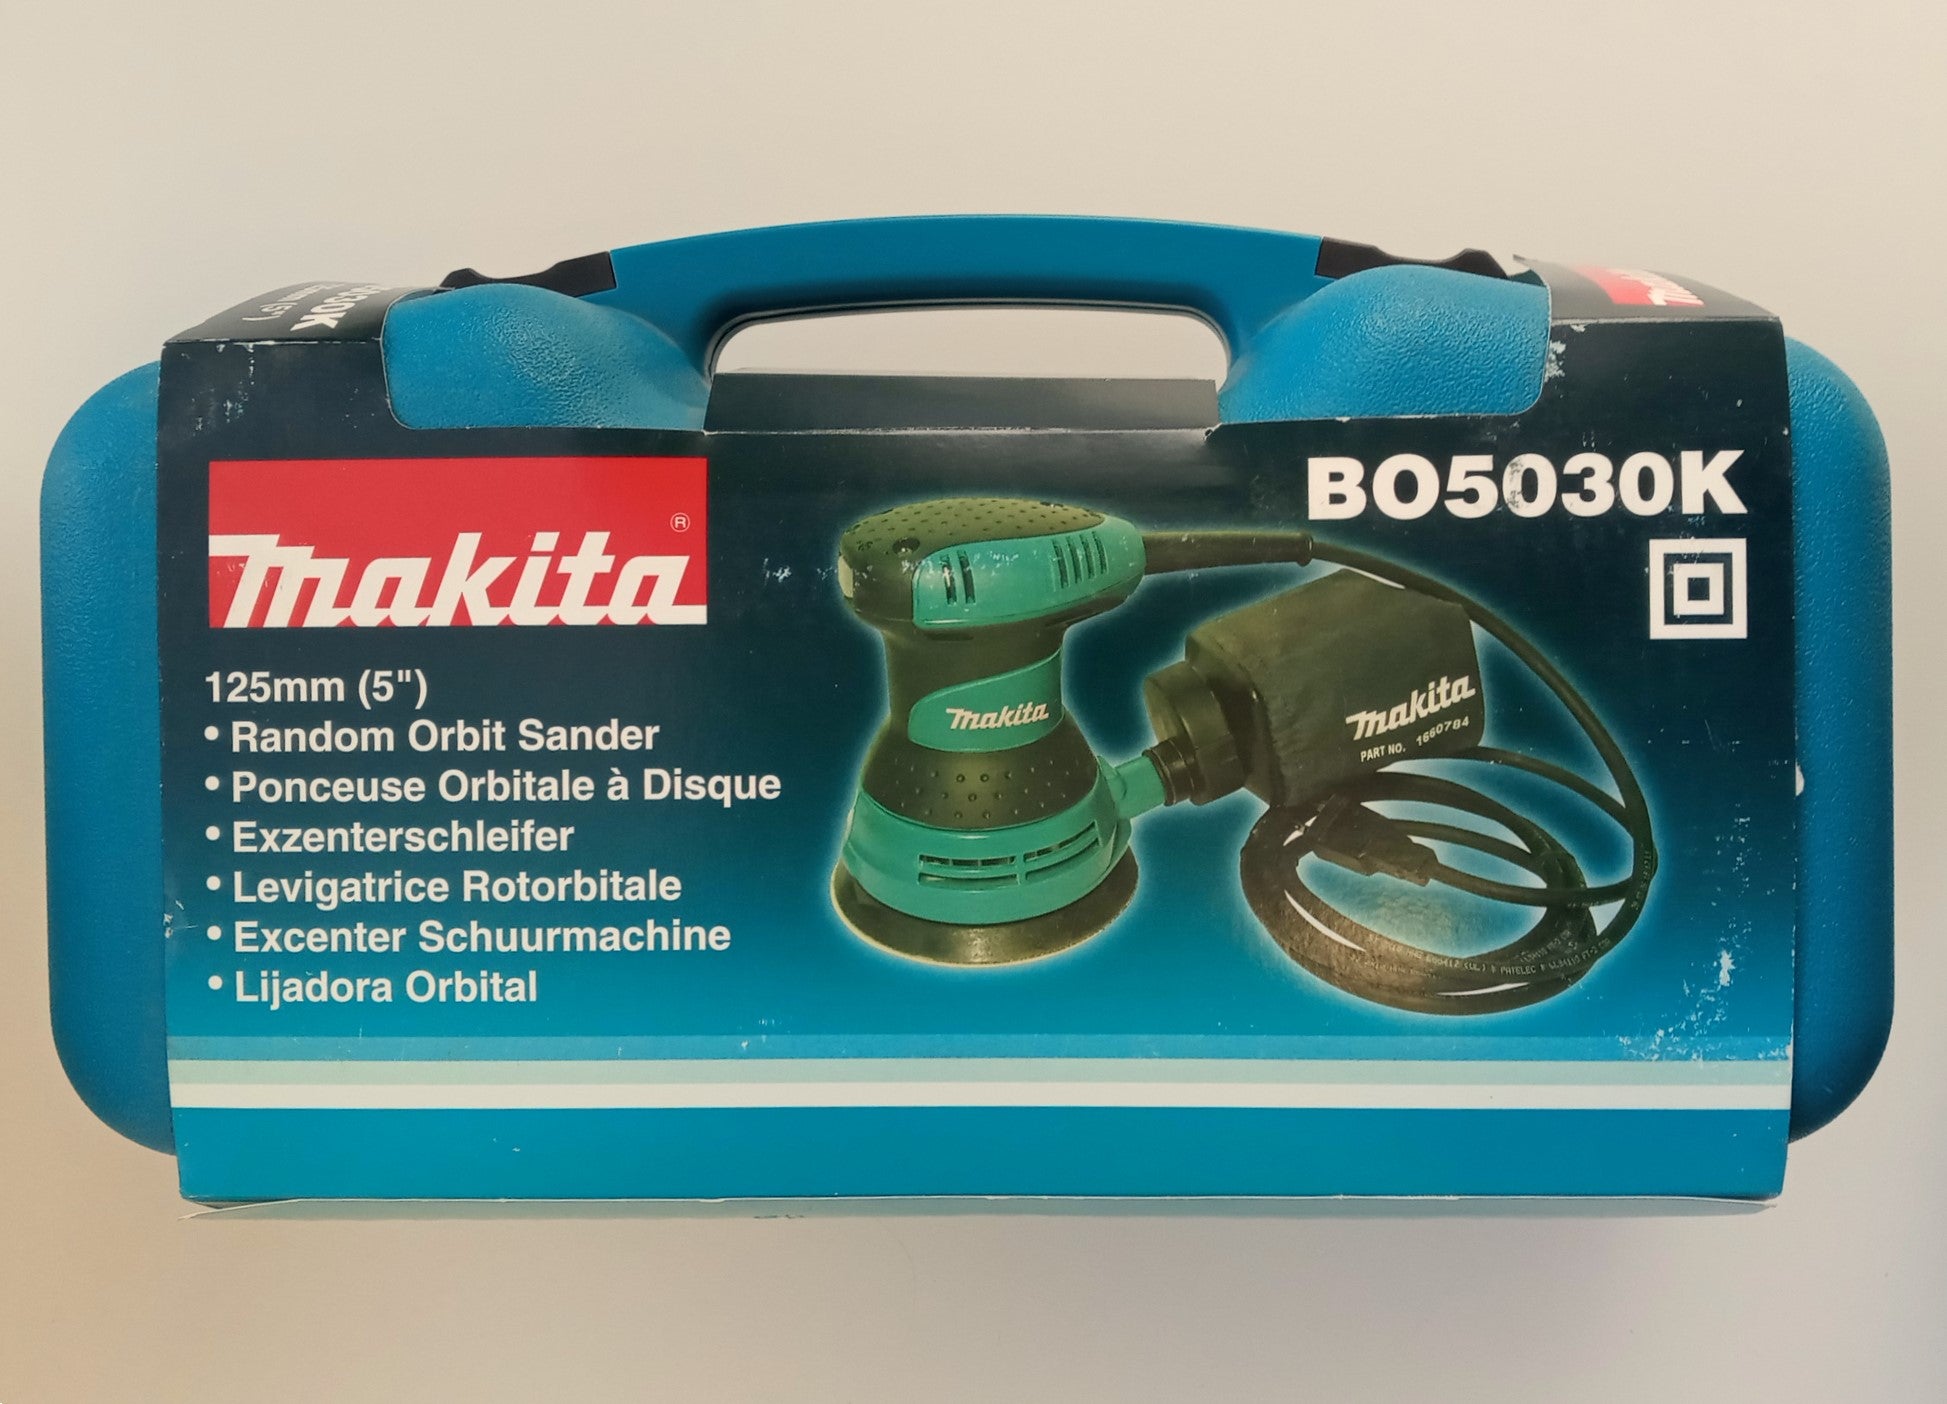 Makita®
BO5030K
125mm (5")
• Random Orbit Sander
• Ponceuse Orbitale à Disque
• Exzenterschleifer
• Levigatrice Rotorbitale
• Excenter Schuurmachine
• Lijadora Orbital
Makita
Makita
PART NO. 1660784